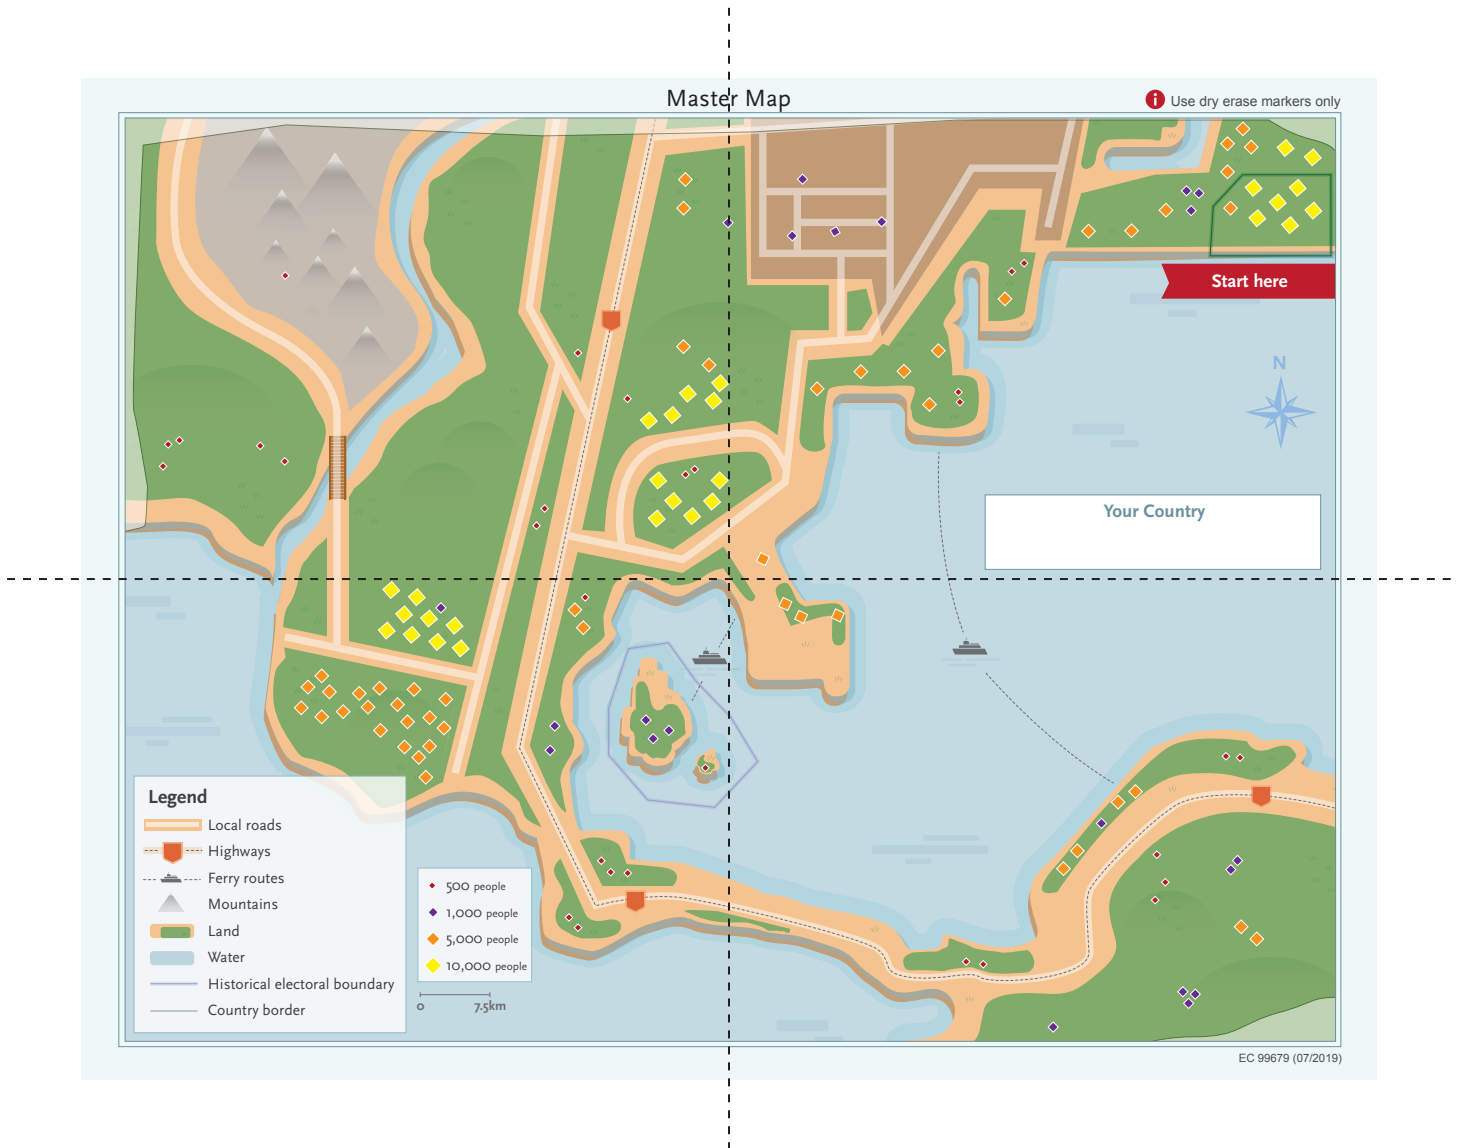 Master Map
i Use dry erase markers only
Start here
N
Your Country
Legend
Local roads
Highways
Ferry routes
Mountains
Land
Water
Historical electoral boundary
Country border
500 people
1,000 people
5,000 people
10,000 people
0 7.5km
EC 99679 (07/2019)